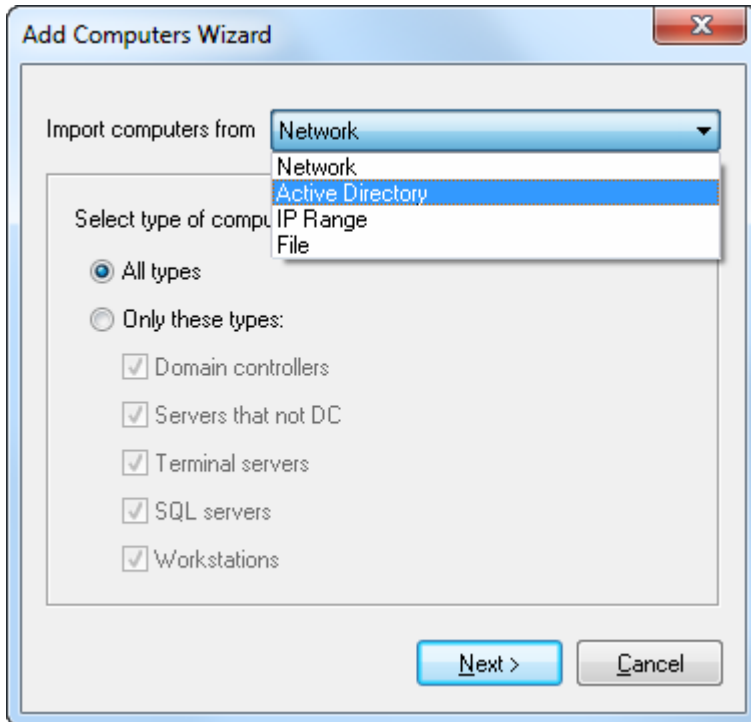 Add Computers Wizard
Import computers from Network
Network
Active Directory
Select type of compu IP Range
File
All types
Only these types:
Domain controllers
Servers that not DC
Terminal servers
SQL servers
Workstations
Next > Cancel